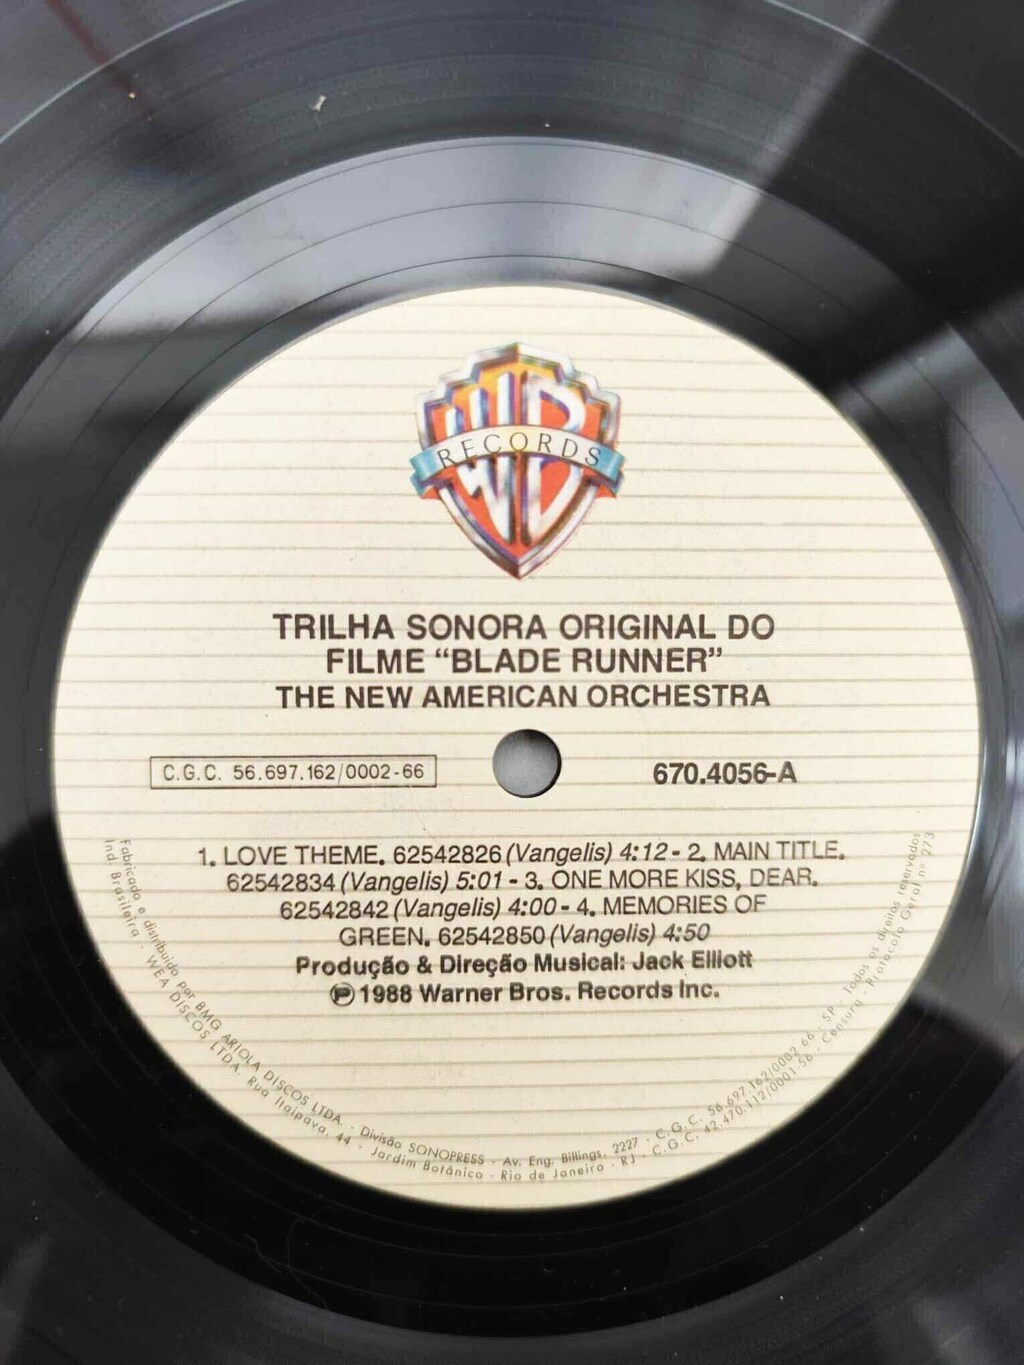 WB
RECORDS
TRILHA SONORA ORIGINAL DO
FILME “BLADE RUNNER”
THE NEW AMERICAN ORCHESTRA
C.G.C. 56.697.162/0002-66
670.4056-A
1. LOVE THEME. 62542826 (Vangelis) 4:12 - 2. MAIN TITLE.
62542834 (Vangelis) 5:01 - 3. ONE MORE KISS, DEAR.
62542842 (Vangelis) 4:00 - 4. MEMORIES OF
GREEN. 62542850 (Vangelis) 4:50
Produção & Direção Musical: Jack Elliott
℗ 1988 Warner Bros. Records Inc.
Fabricado e distribuído por BMG ARIOLA DISCOS LTDA. - Divisão SONOPRESS - Av. Eng. Billings, 2227 - C.G.C. 56.697.162/0002 66 - SP - Todos os direitos reservados
Ind Brasileira - WEA DISCOS LTDA. Rua Itaipava, 44 - Jardim Botânico - Rio de Janeiro - RJ - C.G.C. 42.470.112/0001-56 - Censura - Protocolo Geral nº 273